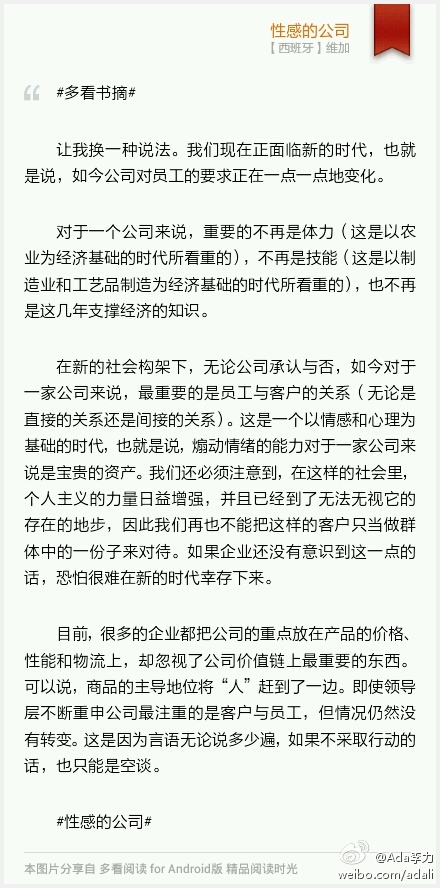 性感的公司
【西班牙】维加
“ #多看书摘#
让我换一种说法。我们现在正面临新的时代，也就
是说，如今公司对员工的要求正在一点一点地变化。
对于一个公司来说，重要的不再是体力（这是以农
业为经济基础的时代所看重的），不再是技能（这是以制
造业和工艺品制造为经济基础的时代所看重的），也不再
是这几年支撑经济的知识。
在新的社会构架下，无论公司承认与否，如今对于
一家公司来说，最重要的是员工与客户的关系（无论是
直接的关系还是间接的关系）。这是一个以情感和心理为
基础的时代，也就是说，煽动情绪的能力对于一家公司来
说是宝贵的资产。我们还必须注意到，在这样的社会里，
个人主义的力量日益增强，并且已经到了无法无视它的
存在的地步，因此我们再也不能把这样的客户只当做群
体中的一份子来对待。如果企业还没有意识到这一点的
话，恐怕很难在新的时代幸存下来。
目前，很多的企业都把公司的重点放在产品的价格、
性能和物流上，却忽视了公司价值链上最重要的东西。
可以说，商品的主导地位将“人”赶到了一边。即使领导
层不断重申公司最注重的是客户与员工，但情况仍然没
有转变。这是因为言语无论说多少遍，如果不采取行动的
话，也只能是空谈。
#性感的公司#
本图片分享自 多看阅读 for Android版 精品阅读时光
@Ada李力
weibo.com/adali